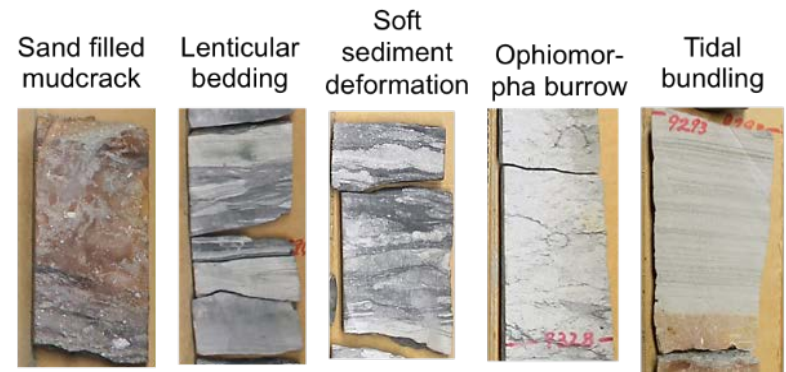 Sand filled
mudcrack
Lenticular
bedding
Soft
sediment
deformation
Ophiomor-
pha burrow
Tidal
bundling
9293
9328